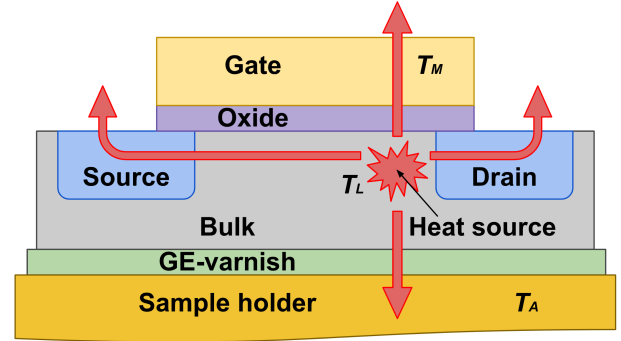 Gate
T_M
Oxide
Source
T_L
Drain
Bulk
Heat source
GE-varnish
Sample holder
T_A